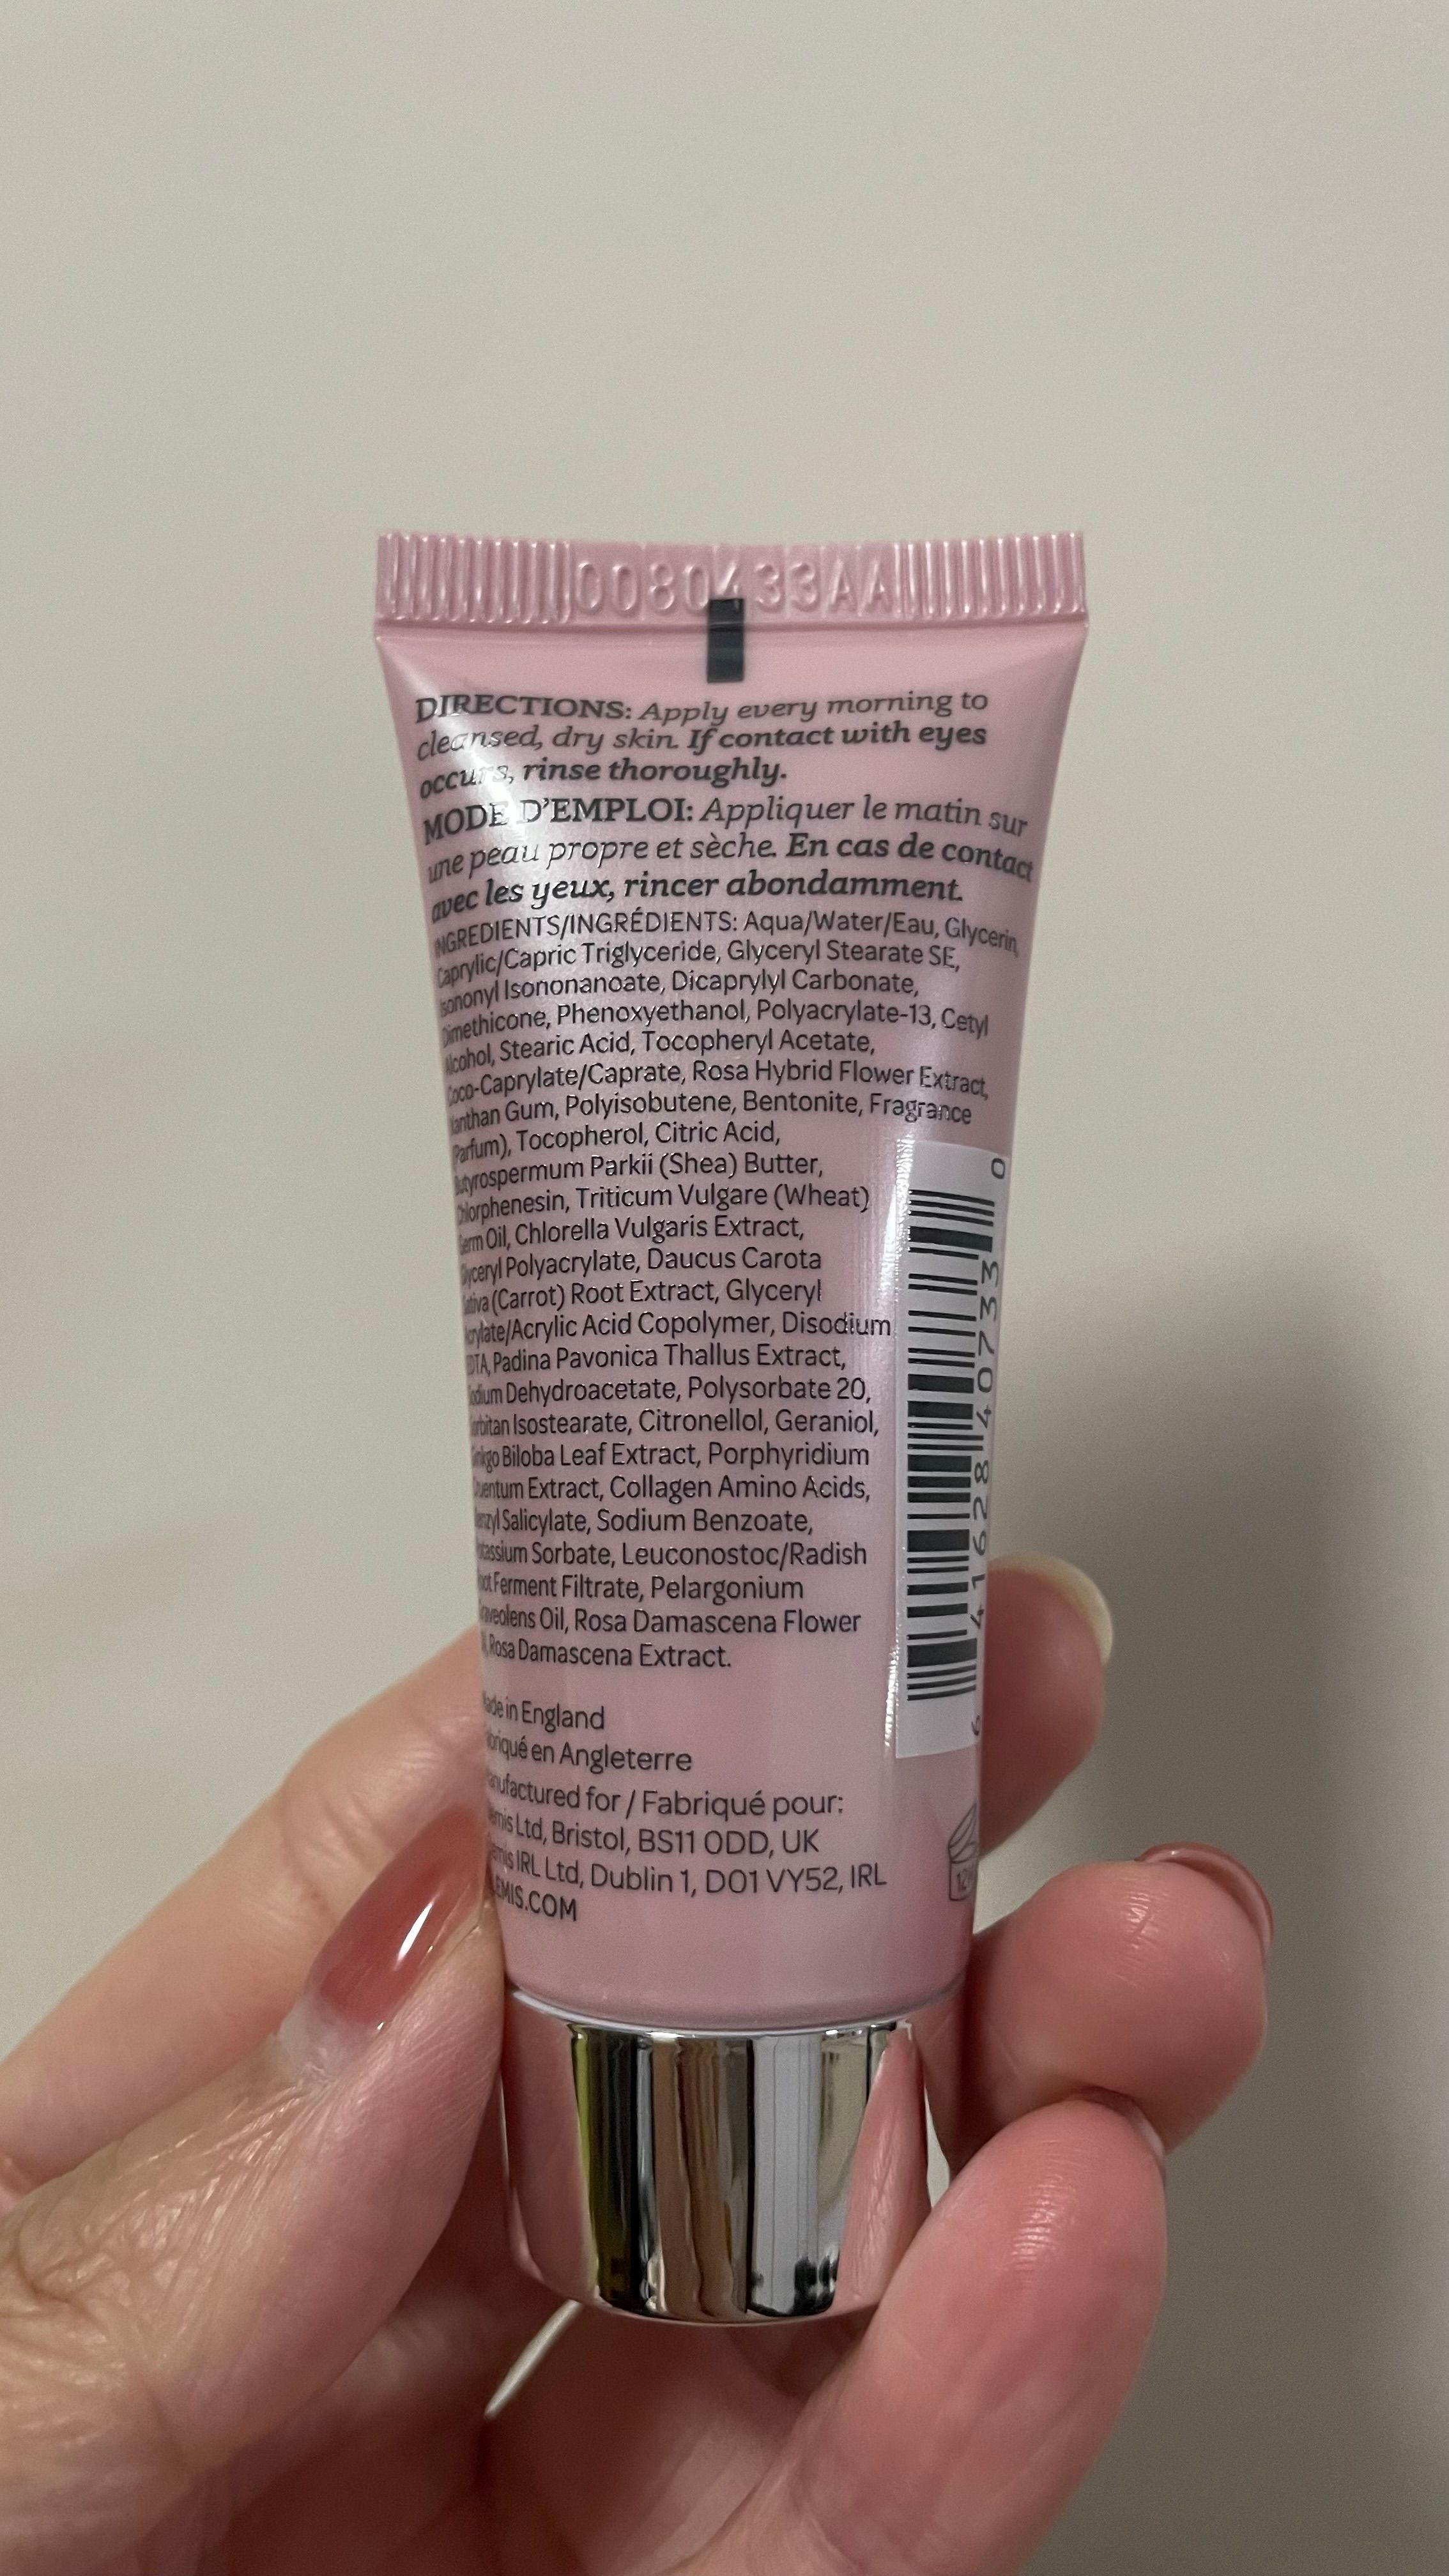 0080433AA
DIRECTIONS: Apply every morning to
cleansed, dry skin. If contact with eyes
occurs, rinse thoroughly.
MODE D'EMPLOI: Appliquer le matin sur
une peau propre et sèche. En cas de contact
avec les yeux, rincer abondamment.
INGREDIENTS/INGRÉDIENTS: Aqua/Water/Eau, Glycerin,
Caprylic/Capric Triglyceride, Glyceryl Stearate SE,
Isononyl Isononanoate, Dicaprylyl Carbonate,
Dimethicone, Phenoxyethanol, Polyacrylate-13, Cetyl
Alcohol, Stearic Acid, Tocopheryl Acetate,
Coco-Caprylate/Caprate, Rosa Hybrid Flower Extract,
Xanthan Gum, Polyisobutene, Bentonite, Fragrance
(Parfum), Tocopherol, Citric Acid,
Butyrospermum Parkii (Shea) Butter,
Chlorphenesin, Triticum Vulgare (Wheat)
Germ Oil, Chlorella Vulgaris Extract,
Glyceryl Polyacrylate, Daucus Carota
Sativa (Carrot) Root Extract, Glyceryl
Acrylate/Acrylic Acid Copolymer, Disodium
EDTA, Padina Pavonica Thallus Extract,
Sodium Dehydroacetate, Polysorbate 20,
Sorbitan Isostearate, Citronellol, Geraniol,
Ginkgo Biloba Leaf Extract, Porphyridium
Cruentum Extract, Collagen Amino Acids,
Benzyl Salicylate, Sodium Benzoate,
Potassium Sorbate, Leuconostoc/Radish
Root Ferment Filtrate, Pelargonium
Graveolens Oil, Rosa Damascena Flower
Oil, Rosa Damascena Extract.
Made in England
Fabriqué en Angleterre
Manufactured for / Fabriqué pour:
Elemis Ltd, Bristol, BS11 0DD, UK
Elemis IRL Ltd, Dublin 1, D01 VY52, IRL
ELEMIS.COM
6 41628 40733 0